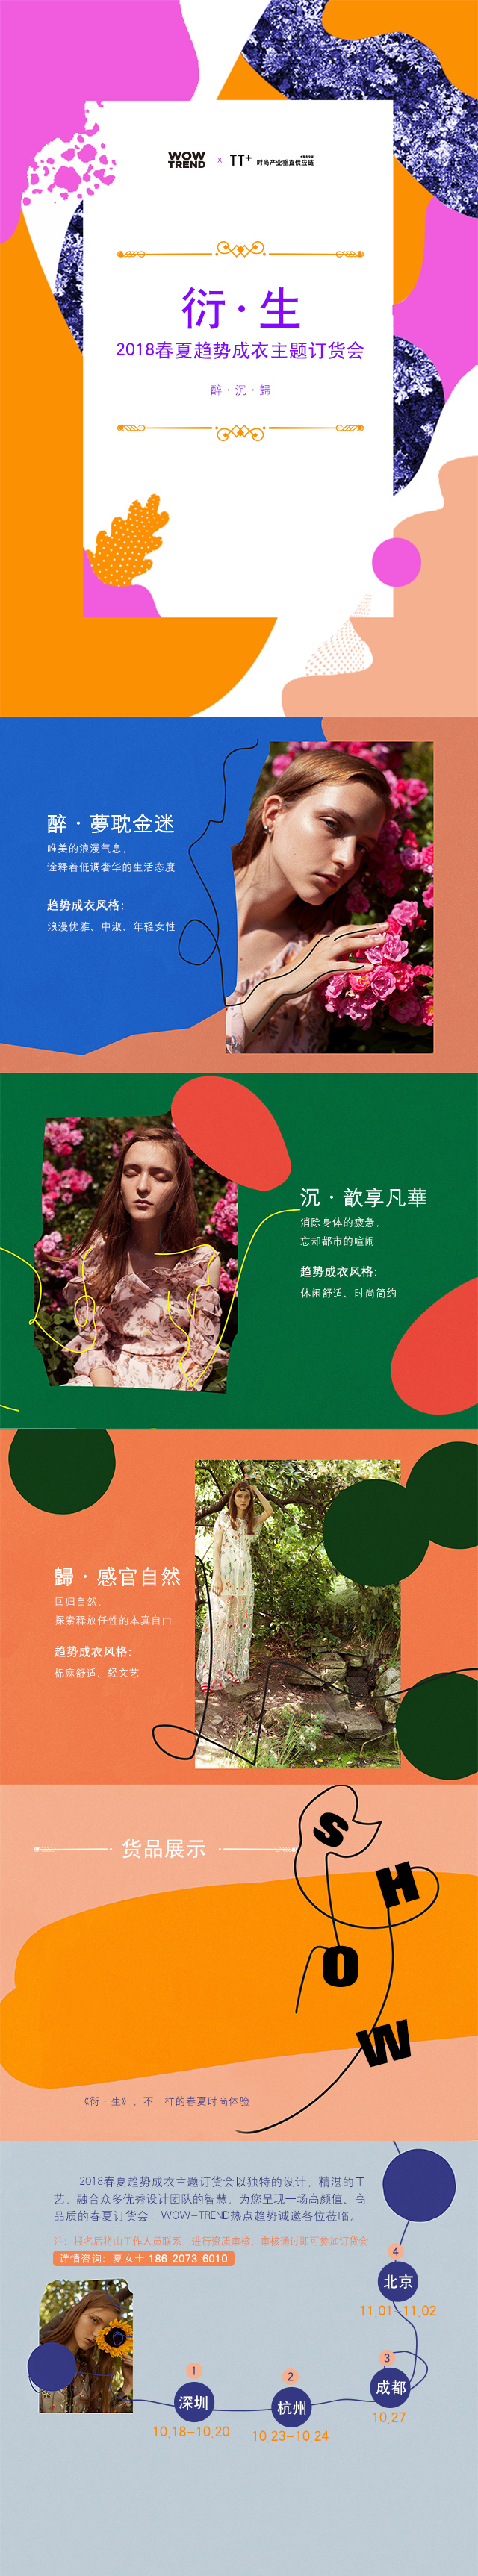 WOW
TREND
x
TT+
时尚产业垂直供应链
衍·生
2018春夏趋势成衣主题订货会
醉·沉·歸
醉·夢耽金迷
唯美的浪漫气息，
诠释着低调奢华的生活态度
趋势成衣风格：
浪漫优雅、中淑、年轻女性
沉·歆享凡華
消除身体的疲惫，
忘却都市的喧闹
趋势成衣风格：
休闲舒适、时尚简约
歸·感官自然
回归自然，
探索释放任性的本真自由
趋势成衣风格：
棉麻舒适、轻文艺
货品展示
S
H
O
W
《衍·生》，不一样的春夏时尚体验
2018春夏趋势成衣主题订货会以独特的设计，精湛的工
艺，融合众多优秀设计团队的智慧，为您呈现一场高颜值、高
品质的春夏订货会，WOW-TREND热点趋势诚邀各位莅临。
注：报名后将由工作人员联系，进行资质审核，审核通过即可参加订货会
详情咨询：夏女士 186 2073 6010
4
北京
11.01-11.02
3
成都
10.27
1
深圳
10.18-10.20
2
杭州
10.23-10.24